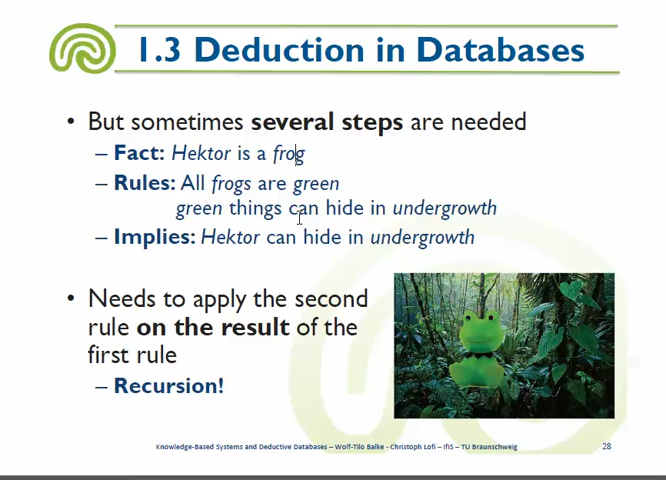 1.3 Deduction in Databases
• But sometimes several steps are needed
– Fact: Hektor is a frog
– Rules: All frogs are green
green things can hide in undergrowth
– Implies: Hektor can hide in undergrowth
• Needs to apply the second
rule on the result of the
first rule
– Recursion!
Knowledge-Based Systems and Deductive Databases – Wolf-Tilo Balke - Christoph Lofi – IfIS – TU Braunschweig
28